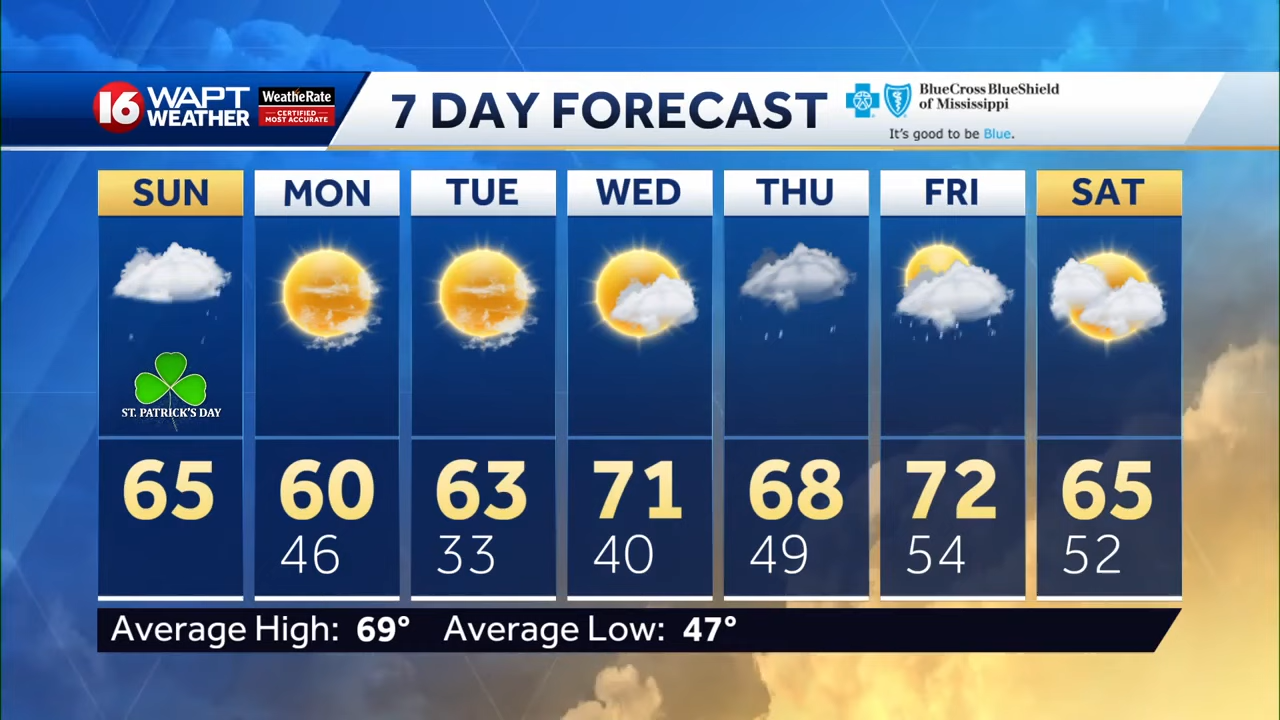 16 WAPT WEATHER
WeatheRate
CERTIFIED
MOST ACCURATE
7 DAY FORECAST
BlueCross BlueShield
of Mississippi
It's good to be Blue.
SUN MON TUE WED THU FRI SAT
ST. PATRICK'S DAY
65 60 63 71 68 72 65
46 33 40 49 54 52
Average High: 69° Average Low: 47°